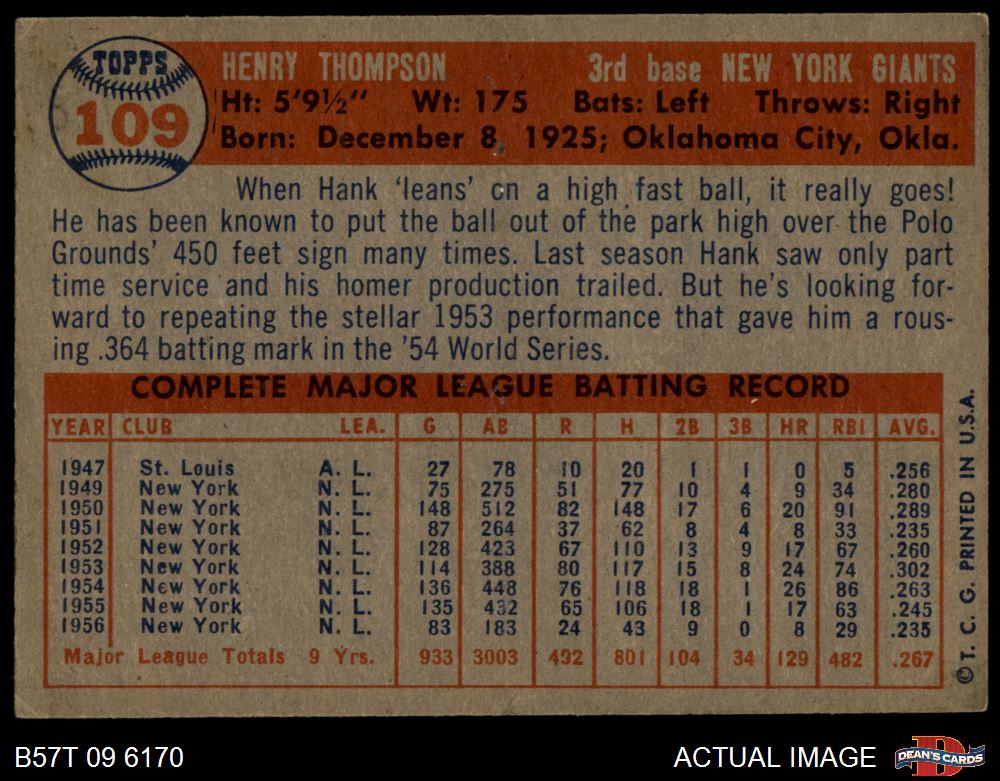 TOPPS
109
HENRY THOMPSON 3rd base NEW YORK GIANTS
Ht: 5'9½" Wt: 175 Bats: Left Throws: Right
Born: December 8, 1925; Oklahoma City, Okla.
When Hank 'leans' on a high fast ball, it really goes!
He has been known to put the ball out of the park high over the Polo
Grounds' 450 feet sign many times. Last season Hank saw only part
time service and his homer production trailed. But he's looking for-
ward to repeating the stellar 1953 performance that gave him a rous-
ing .364 batting mark in the '54 World Series.
COMPLETE MAJOR LEAGUE BATTING RECORD
YEAR CLUB LEA. G AB R H 2B 3B HR RBI AVG.
1947 St. Louis A. L. 27 78 10 20 1 1 0 5 .256
1949 New York N. L. 75 275 51 77 10 4 9 34 .280
1950 New York N. L. 148 512 82 148 17 6 20 91 .289
1951 New York N. L. 87 264 37 62 8 4 8 33 .235
1952 New York N. L. 128 423 67 110 13 9 17 67 .260
1953 New York N. L. 114 388 80 117 15 8 24 74 .302
1954 New York N. L. 136 448 76 118 18 1 26 86 .263
1955 New York N. L. 135 432 65 106 18 1 17 63 .245
1956 New York N. L. 83 183 24 43 9 0 8 29 .235
Major League Totals 9 Yrs. 933 3003 492 801 104 34 129 482 .267
© T. C. G. PRINTED IN U.S.A.
B57T 09 6170 ACTUAL IMAGE
D
DEAN'S CARDS